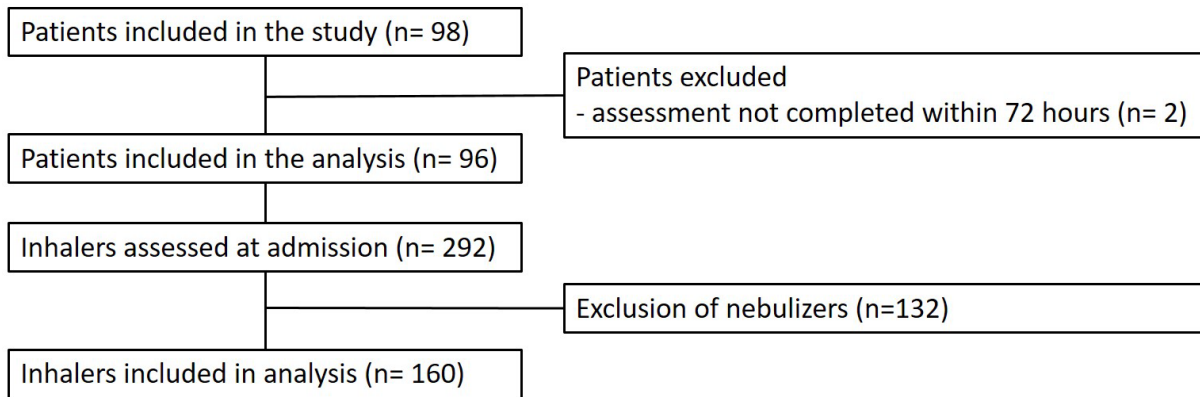 Patients included in the study (n= 98)
Patients excluded
- assessment not completed within 72 hours (n= 2)
Patients included in the analysis (n= 96)
Inhalers assessed at admission (n= 292)
Exclusion of nebulizers (n=132)
Inhalers included in analysis (n= 160)